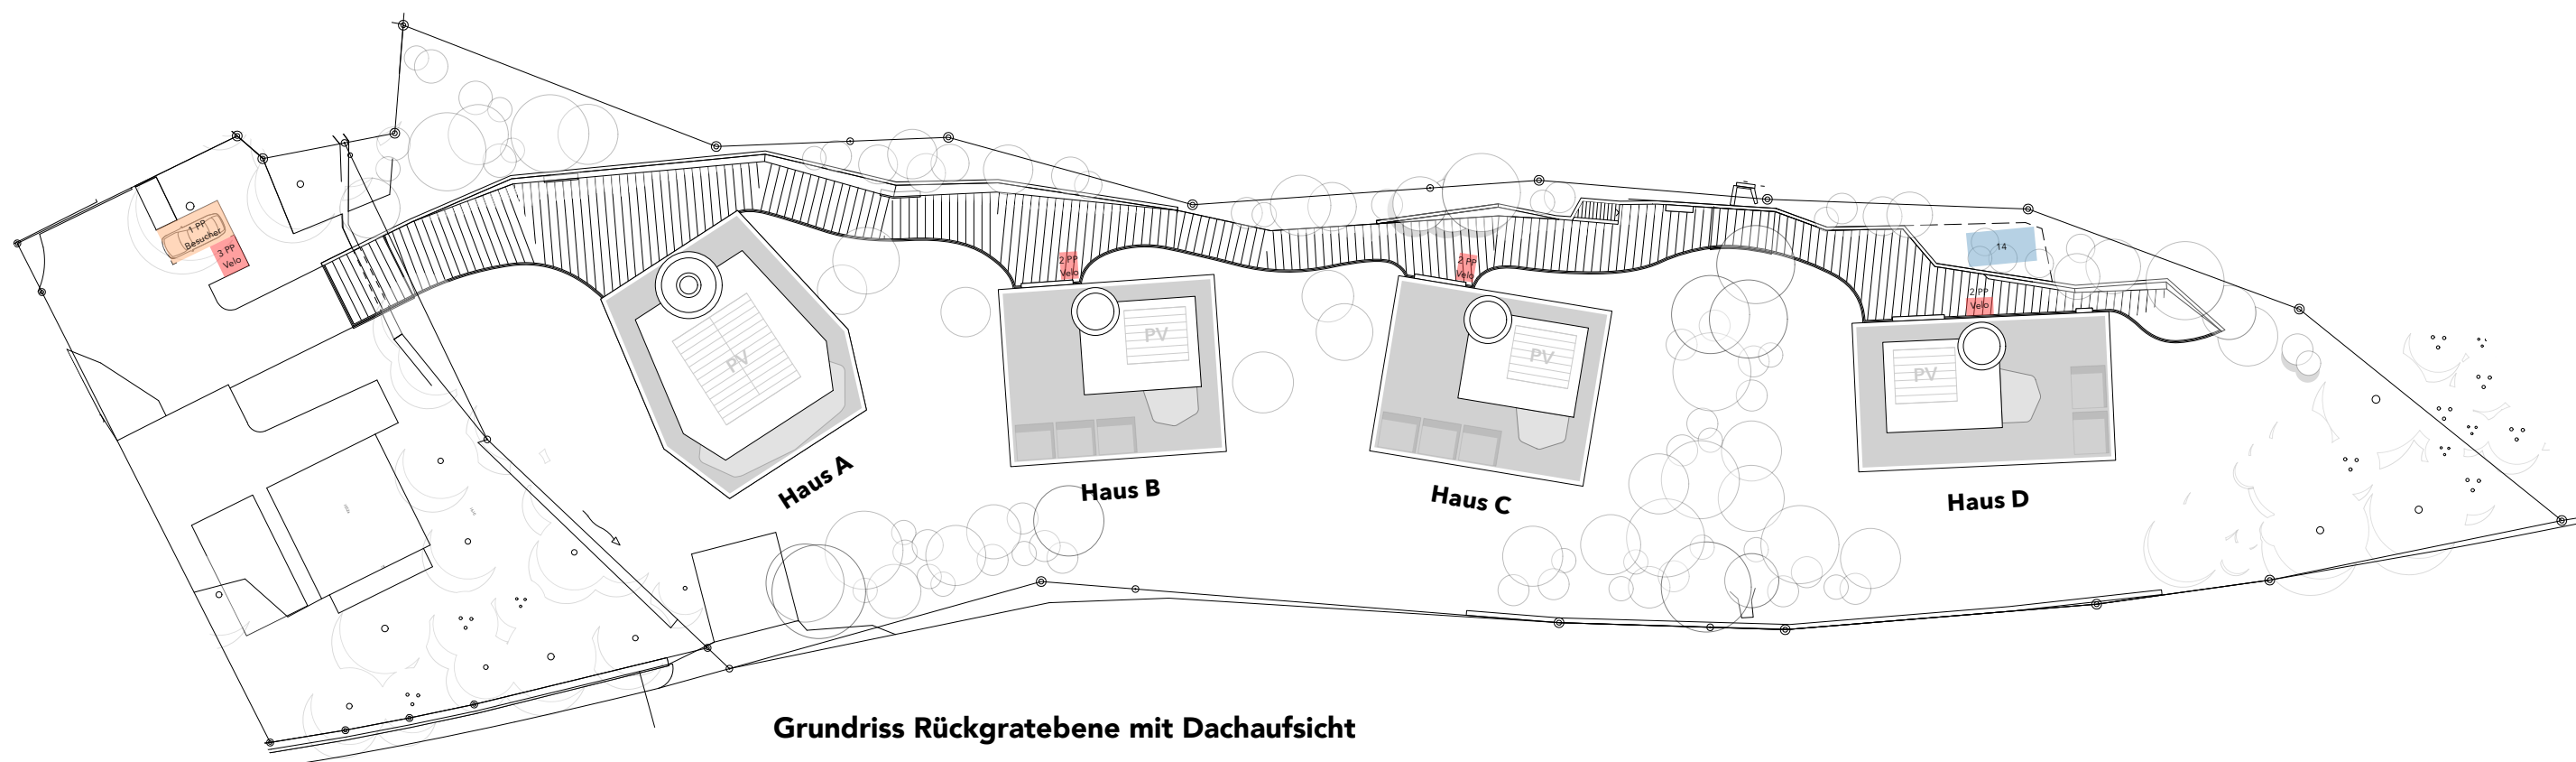 1 PP
Besucher
3 PP
Velo
2 PP
Velo
2 PP
Velo
14
2 PP
Velo
PV
PV
PV
PV
Haus A
Haus B
Haus C
Haus D
Grundriss Rückgratebene mit Dachaufsicht